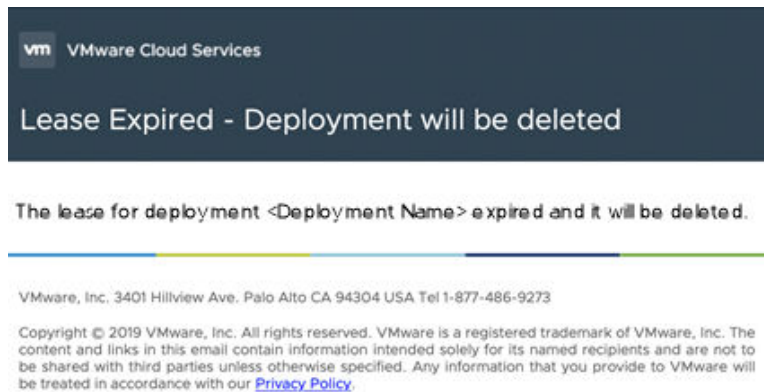 vm VMware Cloud Services
Lease Expired - Deployment will be deleted
The lease for deployment <Deployment Name> expired and it will be deleted.
VMware, Inc. 3401 Hillview Ave. Palo Alto CA 94304 USA Tel 1-877-486-9273
Copyright © 2019 VMware, Inc. All rights reserved. VMware is a registered trademark of VMware, Inc. The
content and links in this email contain information intended solely for its named recipients and are not to
be shared with third parties unless otherwise specified. Any information that you provide to VMware will
be treated in accordance with our Privacy Policy.